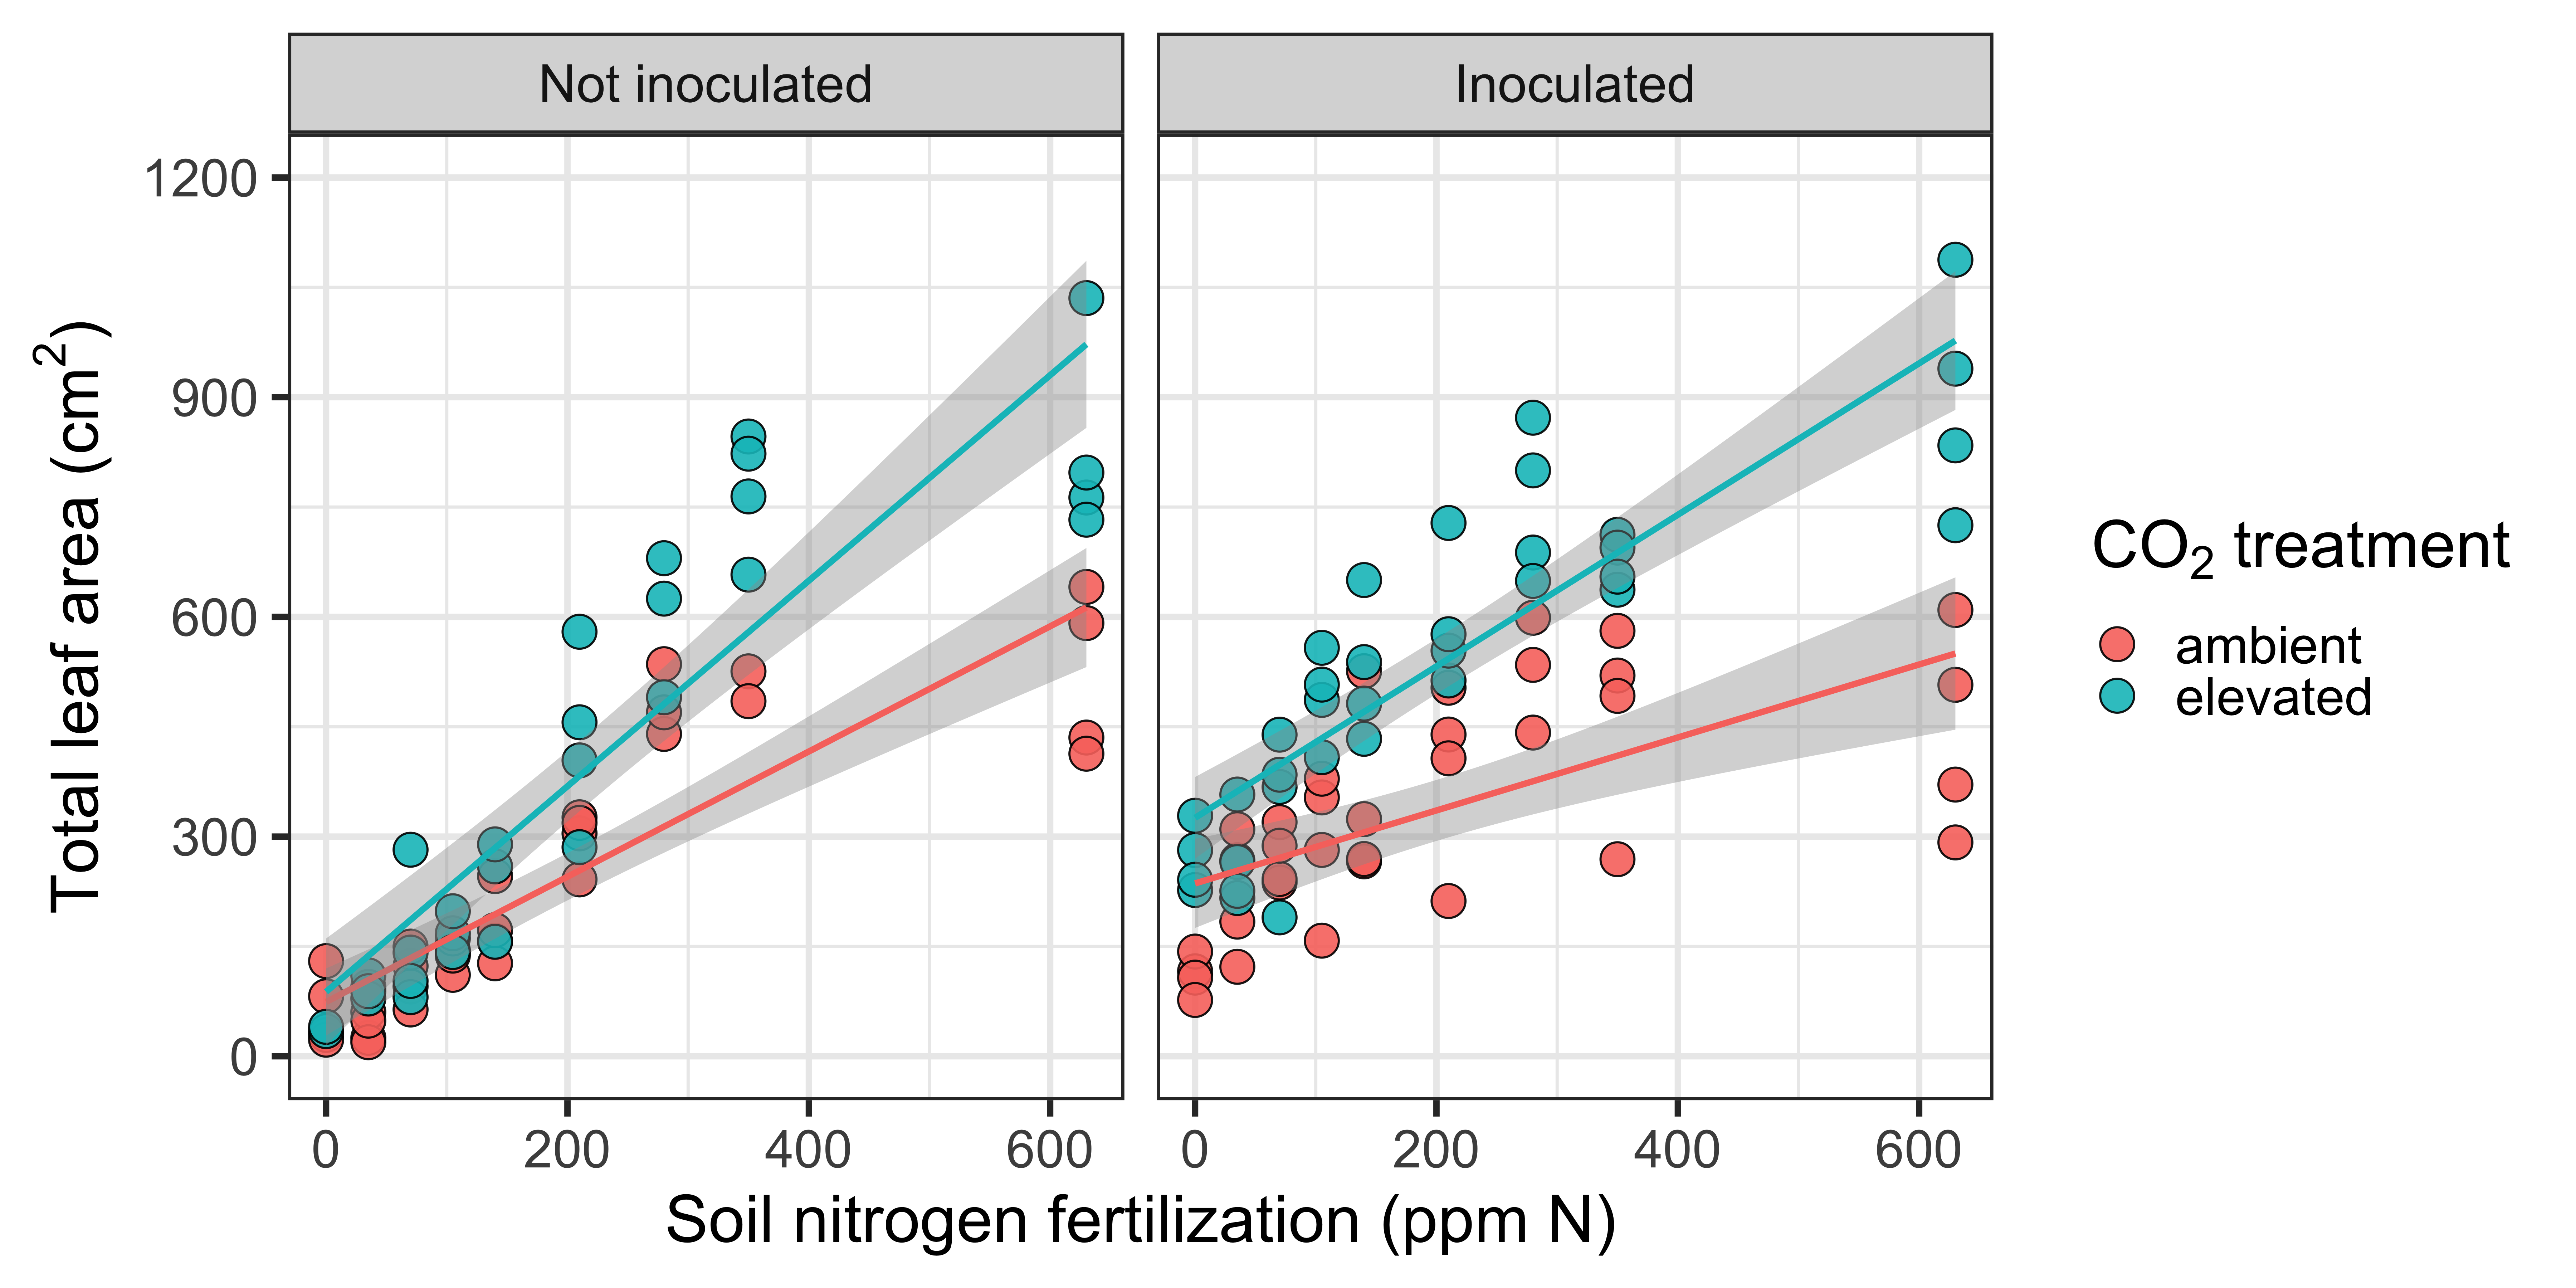 Not inoculated
Inoculated
1200
900
600
300
0
Total leaf area (cm²)
0 200 400 600
0 200 400 600
Soil nitrogen fertilization (ppm N)
CO₂ treatment
ambient
elevated